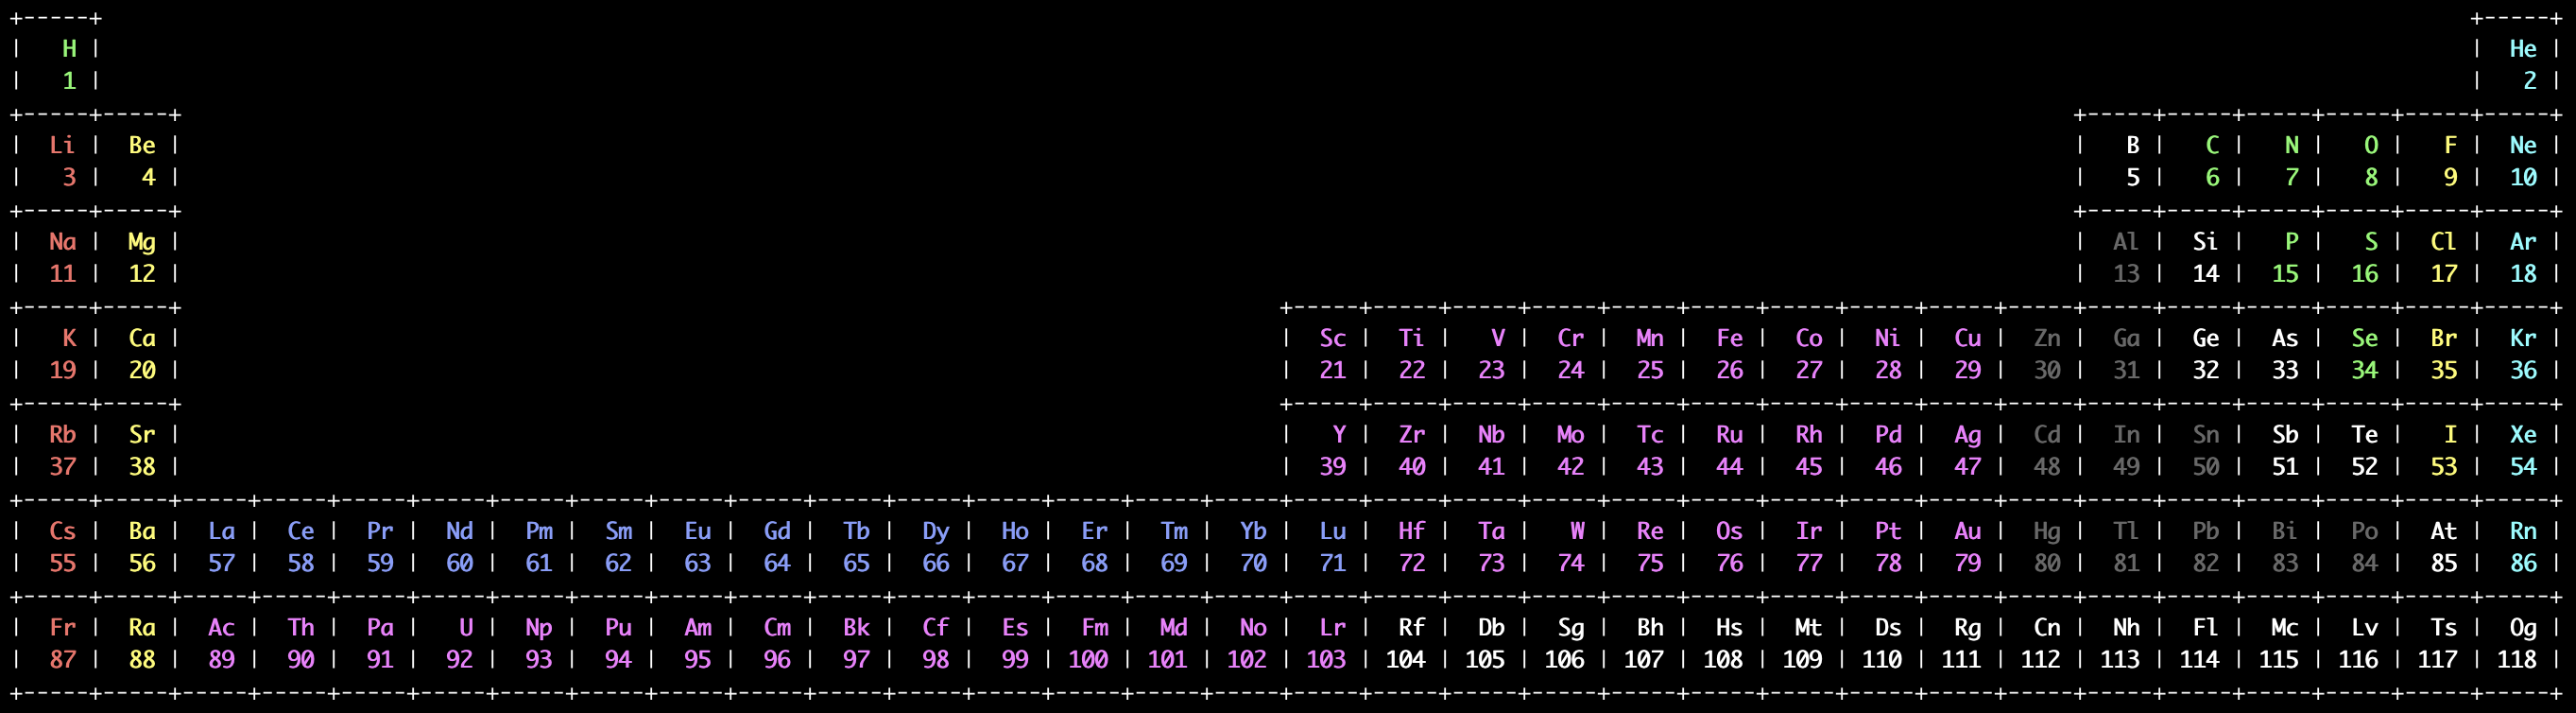 H He
1 2
Li Be B C N O F Ne
3 4 5 6 7 8 9 10
Na Mg Al Si P S Cl Ar
11 12 13 14 15 16 17 18
K Ca Sc Ti V Cr Mn Fe Co Ni Cu Zn Ga Ge As Se Br Kr
19 20 21 22 23 24 25 26 27 28 29 30 31 32 33 34 35 36
Rb Sr Y Zr Nb Mo Tc Ru Rh Pd Ag Cd In Sn Sb Te I Xe
37 38 39 40 41 42 43 44 45 46 47 48 49 50 51 52 53 54
Cs Ba La Ce Pr Nd Pm Sm Eu Gd Tb Dy Ho Er Tm Yb Lu Hf Ta W Re Os Ir Pt Au Hg Tl Pb Bi Po At Rn
55 56 57 58 59 60 61 62 63 64 65 66 67 68 69 70 71 72 73 74 75 76 77 78 79 80 81 82 83 84 85 86
Fr Ra Ac Th Pa U Np Pu Am Cm Bk Cf Es Fm Md No Lr Rf Db Sg Bh Hs Mt Ds Rg Cn Nh Fl Mc Lv Ts Og
87 88 89 90 91 92 93 94 95 96 97 98 99 100 101 102 103 104 105 106 107 108 109 110 111 112 113 114 115 116 117 118